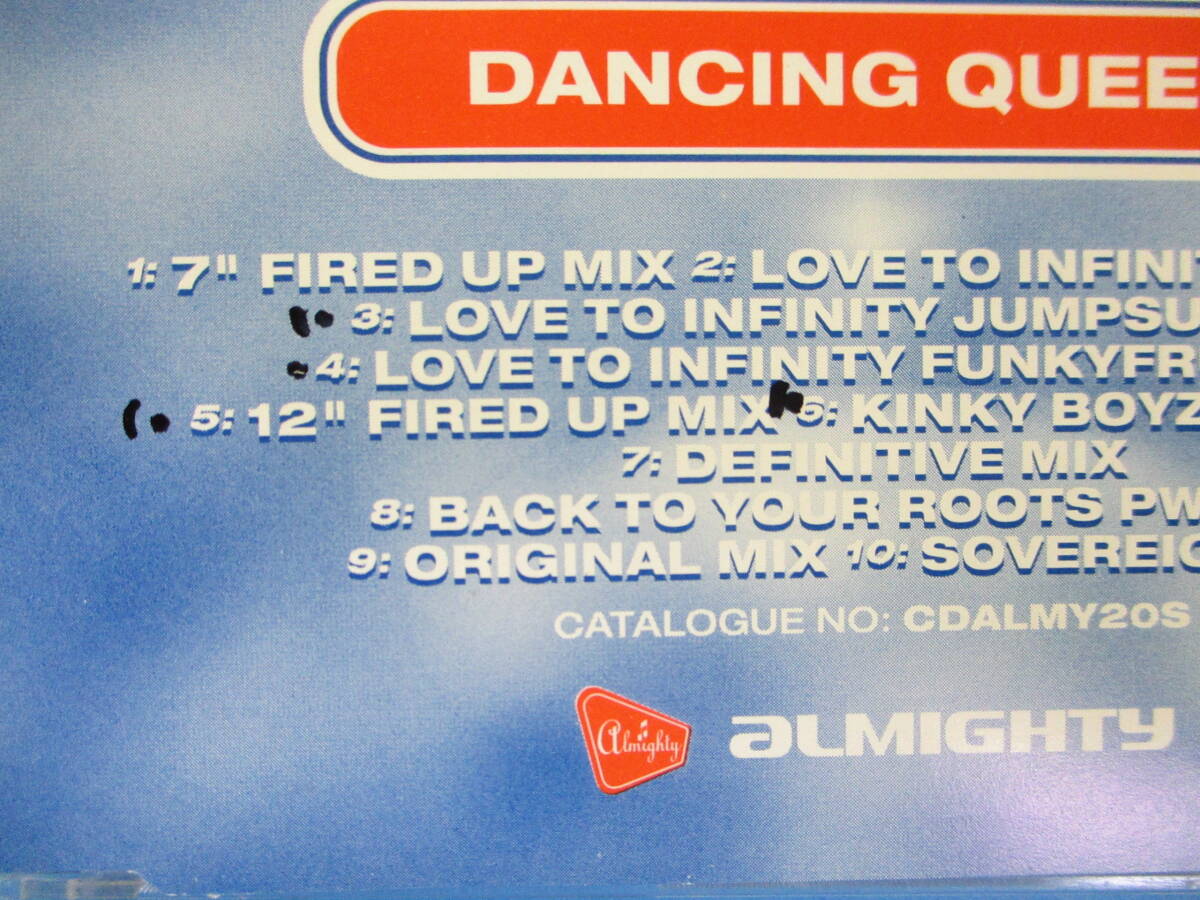 DANCING QUEE
1: 7" FIRED UP MIX 2: LOVE TO INFINIT
3: LOVE TO INFINITY JUMPSU
4: LOVE TO INFINITY FUNKYFR
5: 12" FIRED UP MIX 6: KINKY BOYZ
7: DEFINITIVE MIX
8: BACK TO YOUR ROOTS PW
9: ORIGINAL MIX 10: SOVEREIG
CATALOGUE NO: CDALMY20S
Almighty
ALMIGHTY